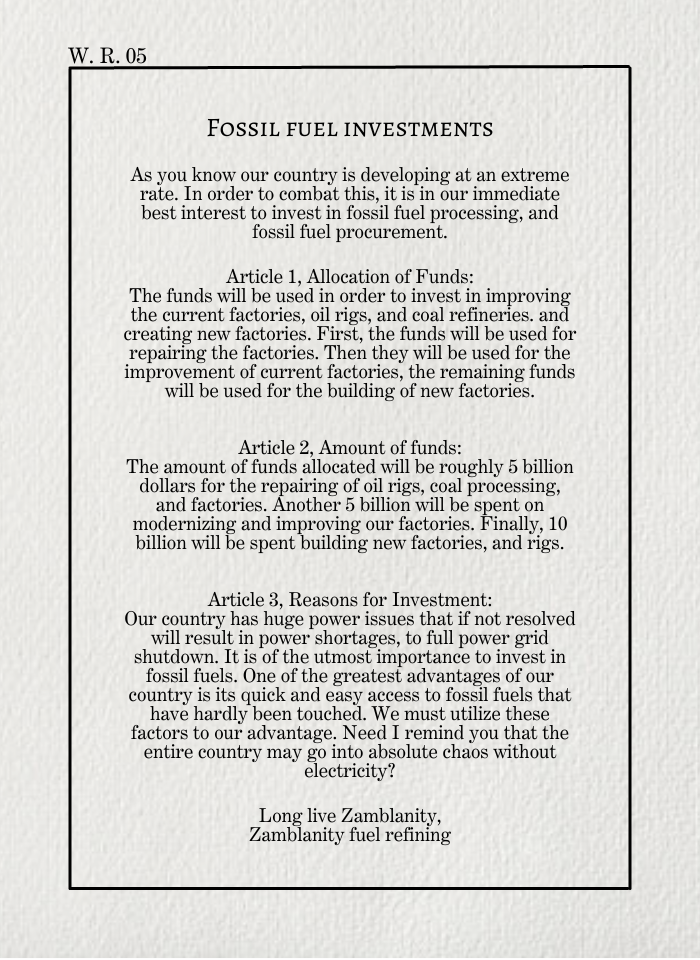 W. R. 05
Fossil fuel investments
As you know our country is developing at an extreme
rate. In order to combat this, it is in our immediate
best interest to invest in fossil fuel processing, and
fossil fuel procurement.
Article 1, Allocation of Funds:
The funds will be used in order to invest in improving
the current factories, oil rigs, and coal refineries. and
creating new factories. First, the funds will be used for
repairing the factories. Then they will be used for the
improvement of current factories, the remaining funds
will be used for the building of new factories.
Article 2, Amount of funds:
The amount of funds allocated will be roughly 5 billion
dollars for the repairing of oil rigs, coal processing,
and factories. Another 5 billion will be spent on
modernizing and improving our factories. Finally, 10
billion will be spent building new factories, and rigs.
Article 3, Reasons for Investment:
Our country has huge power issues that if not resolved
will result in power shortages, to full power grid
shutdown. It is of the utmost importance to invest in
fossil fuels. One of the greatest advantages of our
country is its quick and easy access to fossil fuels that
have hardly been touched. We must utilize these
factors to our advantage. Need I remind you that the
entire country may go into absolute chaos without
electricity?
Long live Zamblanity,
Zamblanity fuel refining